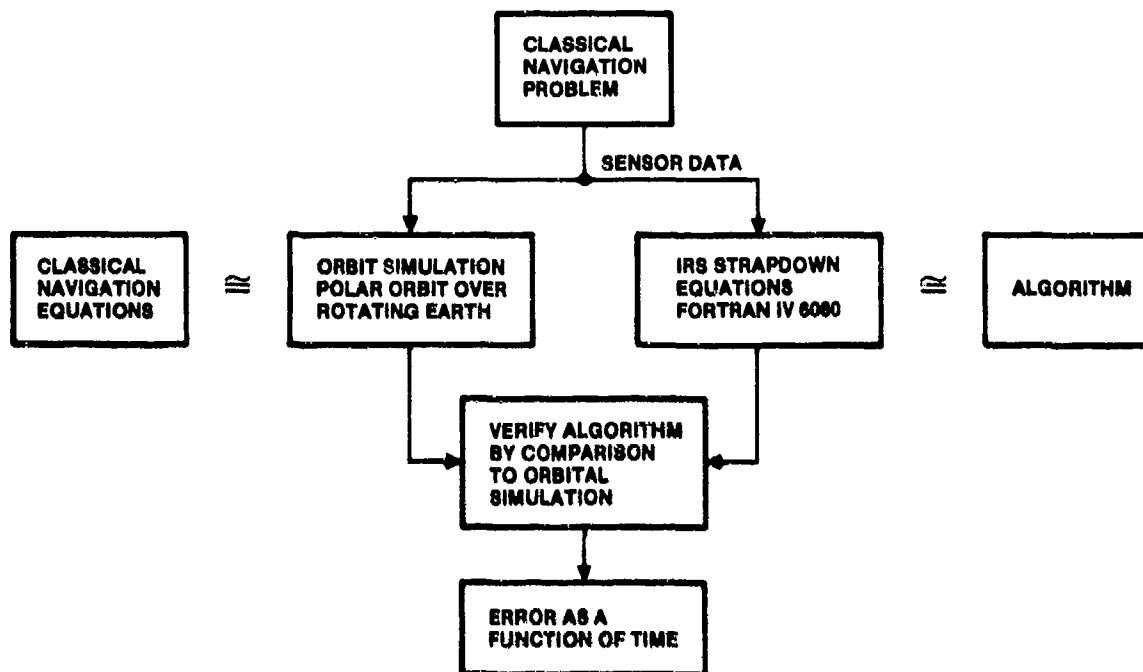 CLASSICAL
NAVIGATION
PROBLEM
SENSOR DATA
CLASSICAL
NAVIGATION
EQUATIONS
≅
ORBIT SIMULATION
POLAR ORBIT OVER
ROTATING EARTH
IRS STRAPDOWN
EQUATIONS
FORTRAN IV 6060
≅
ALGORITHM
VERIFY ALGORITHM
BY COMPARISON
TO ORBITAL
SIMULATION
ERROR AS A
FUNCTION OF TIME